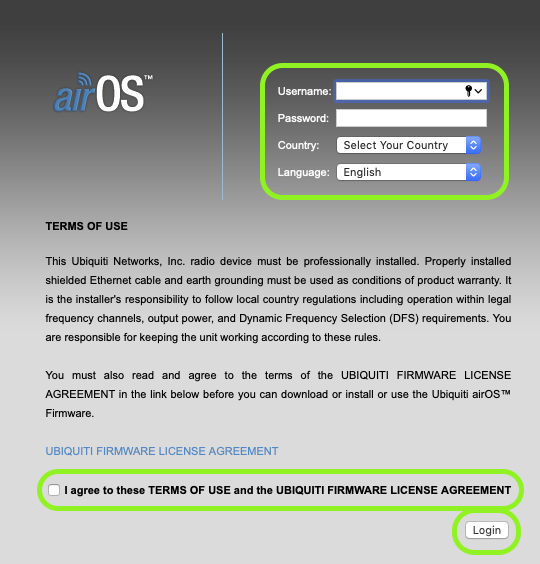 airOS™
Username:
Password:
Country: Select Your Country
Language: English
TERMS OF USE
This Ubiquiti Networks, Inc. radio device must be professionally installed. Properly installed
shielded Ethernet cable and earth grounding must be used as conditions of product warranty. It
is the installer's responsibility to follow local country regulations including operation within legal
frequency channels, output power, and Dynamic Frequency Selection (DFS) requirements. You
are responsible for keeping the unit working according to these rules.
You must also read and agree to the terms of the UBIQUITI FIRMWARE LICENSE
AGREEMENT in the link below before you can download or install or use the Ubiquiti airOS™
Firmware.
UBIQUITI FIRMWARE LICENSE AGREEMENT
I agree to these TERMS OF USE and the UBIQUITI FIRMWARE LICENSE AGREEMENT
Login